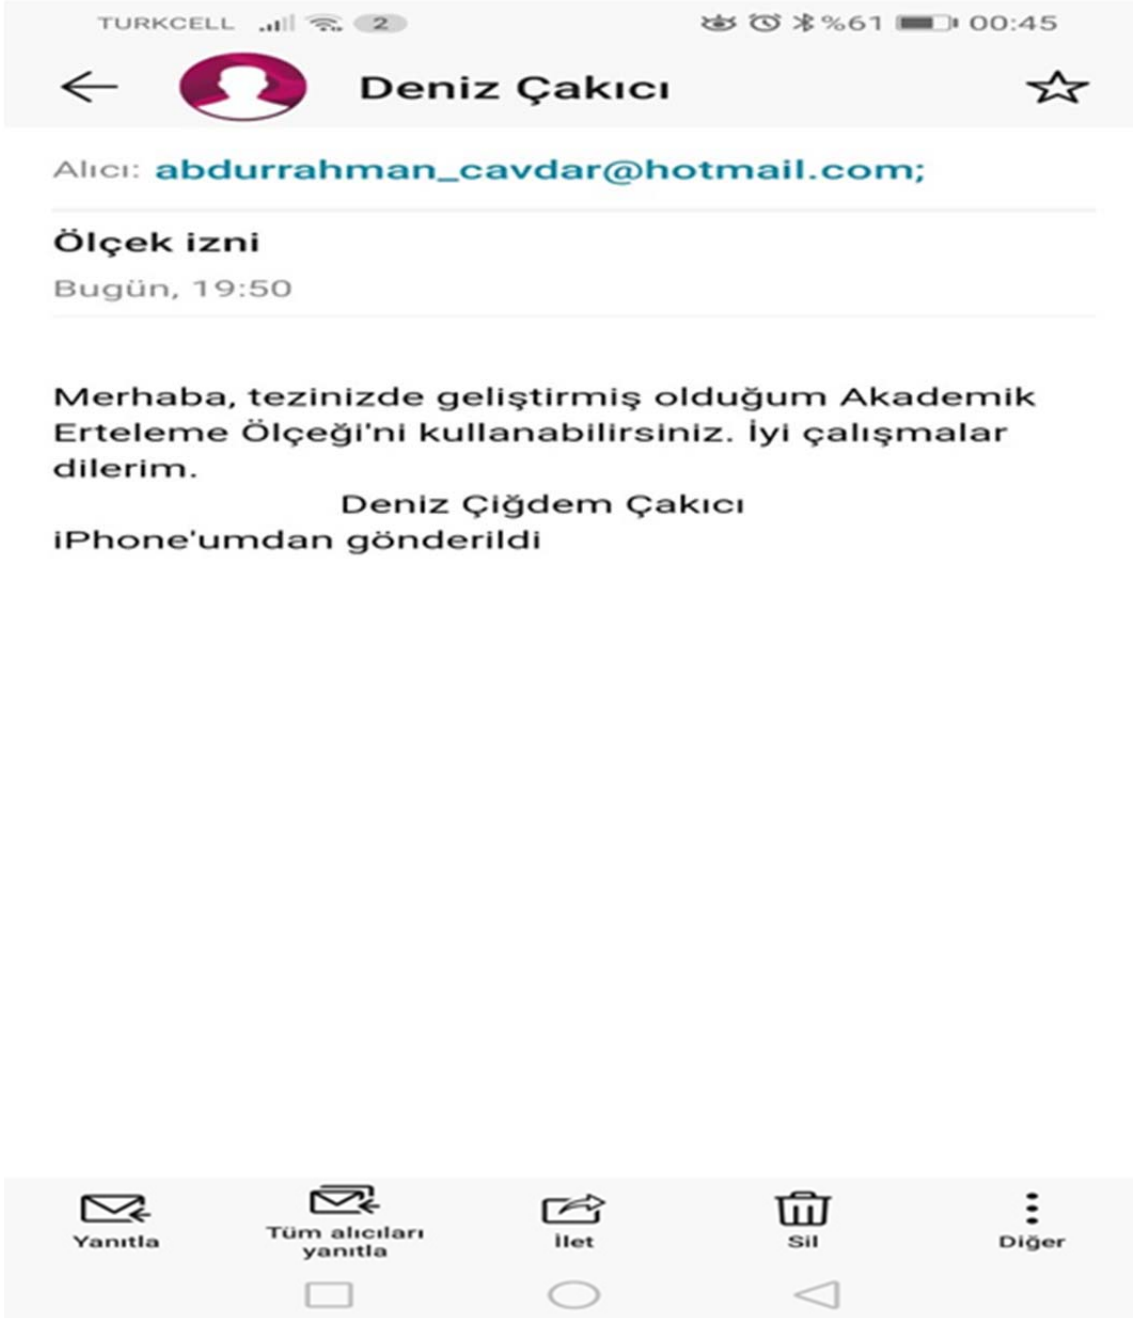 TURKCELL 2 %61 00:45
Deniz Çakıcı
Alıcı: abdurrahman_cavdar@hotmail.com;
Ölçek izni
Bugün, 19:50
Merhaba, tezinizde geliştirmiş olduğum Akademik
Erteleme Ölçeği'ni kullanabilirsiniz. İyi çalışmalar
dilerim.
Deniz Çiğdem Çakıcı
iPhone'umdan gönderildi
Yanıtla
Tüm alıcıları
yanıtla
İlet
Sil
Diğer